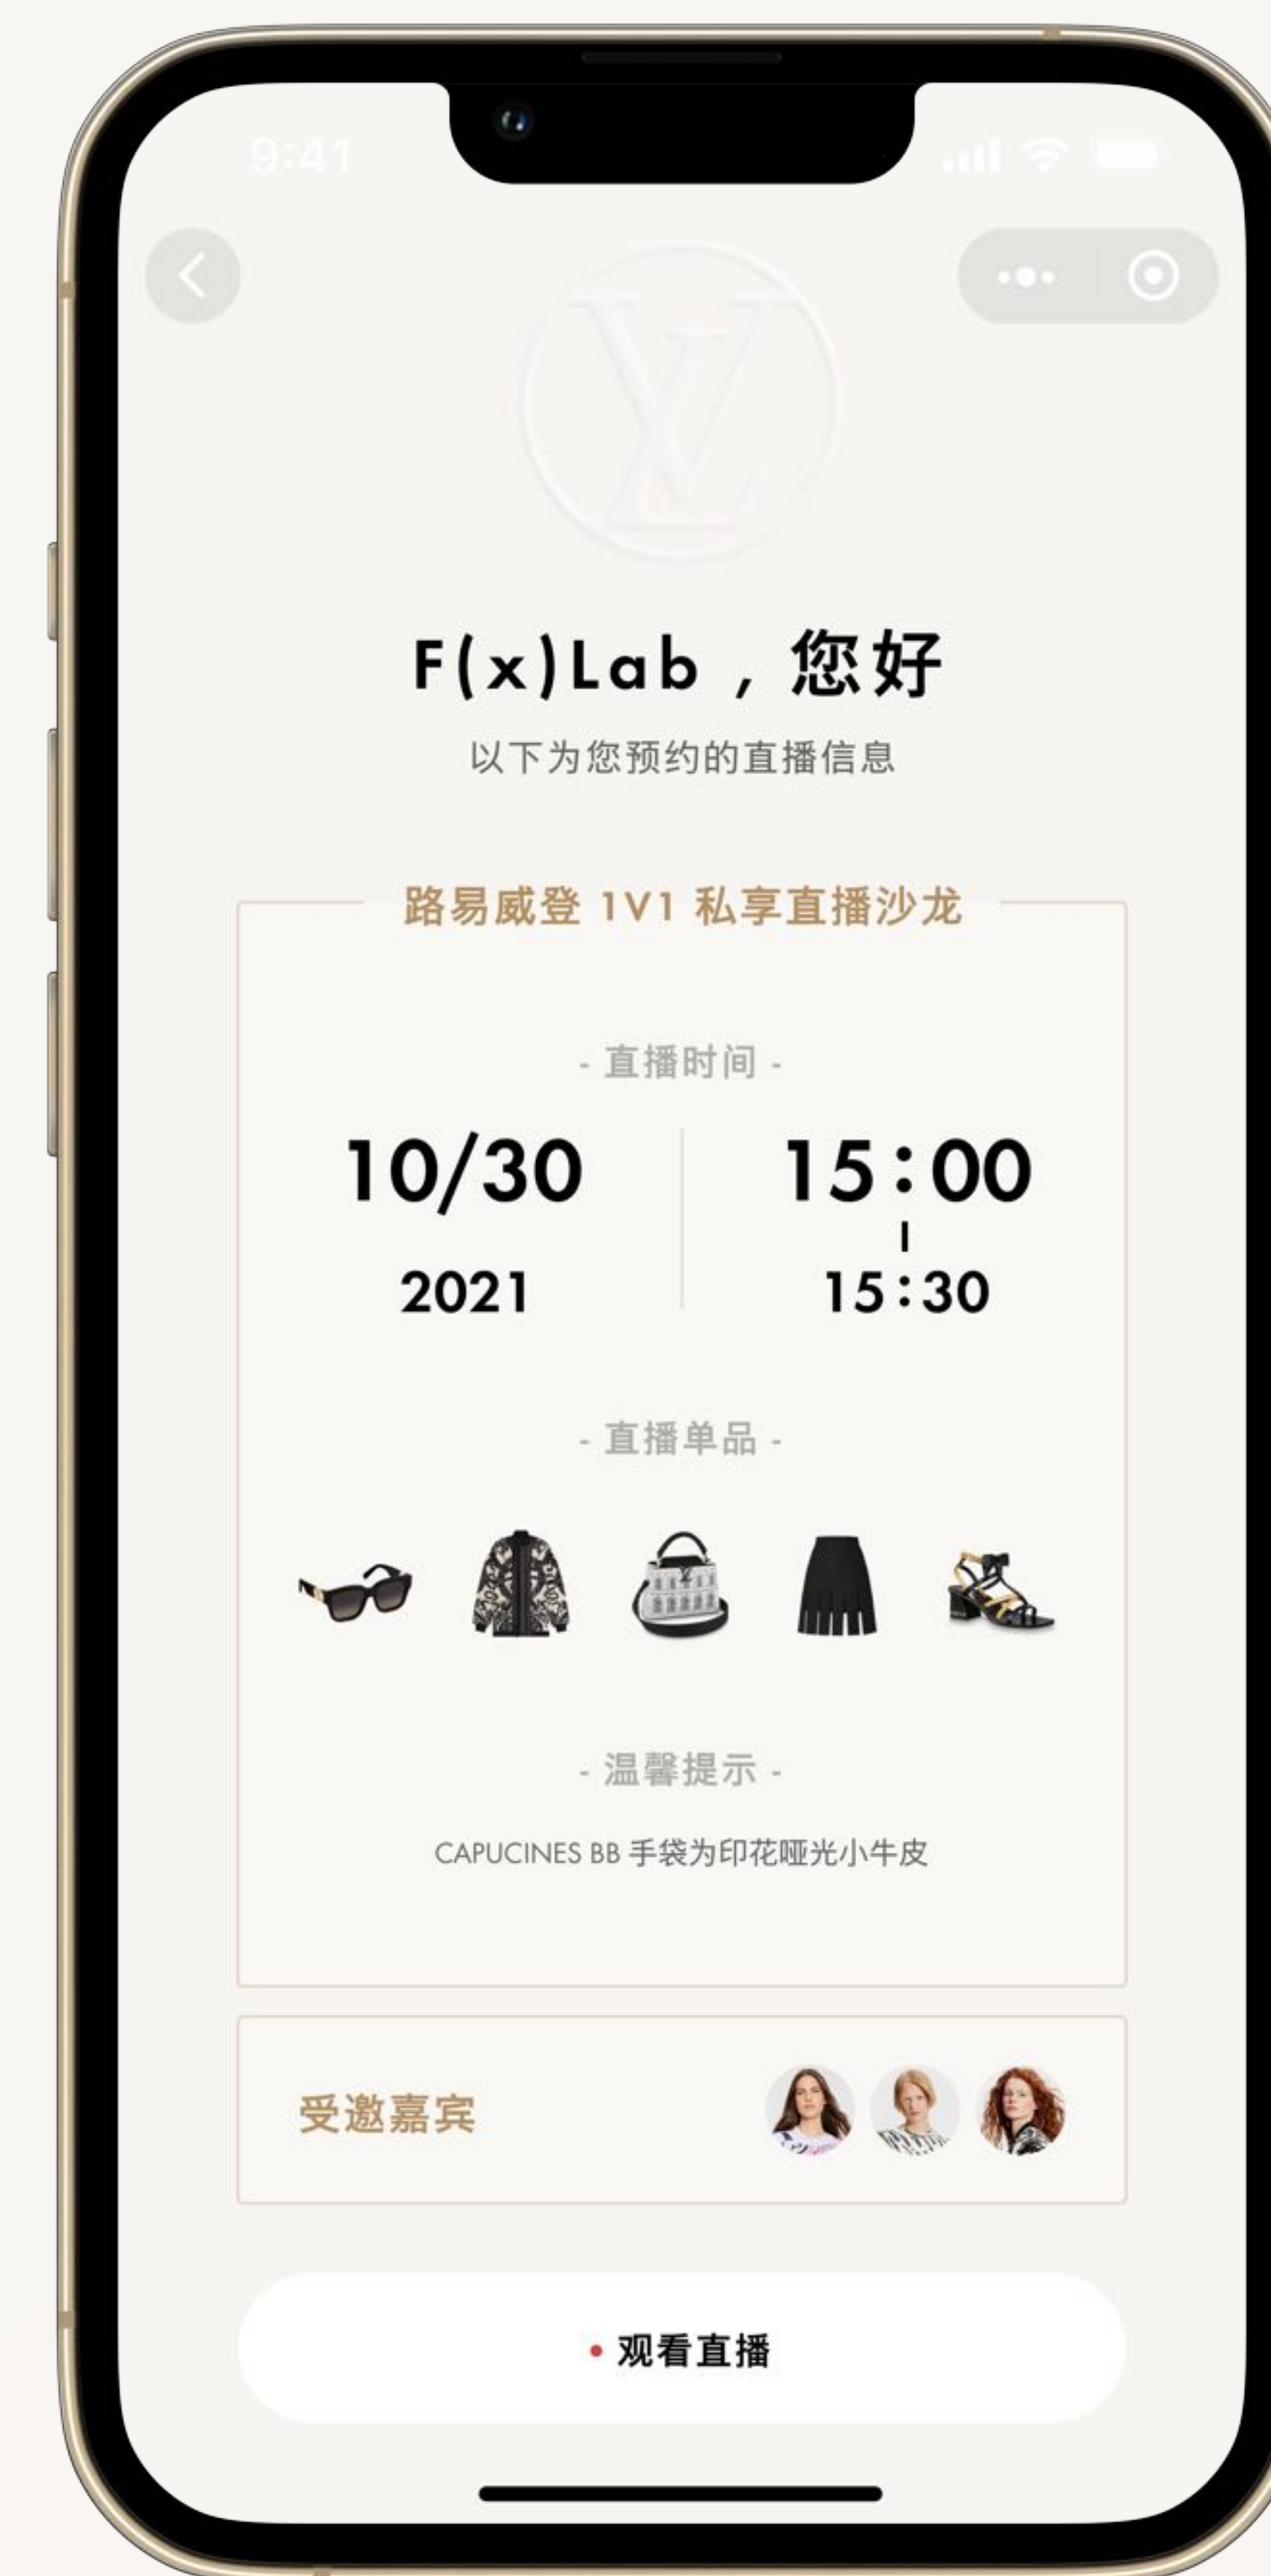 9:41
LV
F(x)Lab , 您好
以下为您预约的直播信息
路易威登 1V1 私享直播沙龙
- 直播时间 -
10/30
2021
15:00
-
15:30
- 直播单品 -
- 温馨提示 -
CAPUCINES BB 手袋为印花哑光小牛皮
受邀嘉宾
• 观看直播